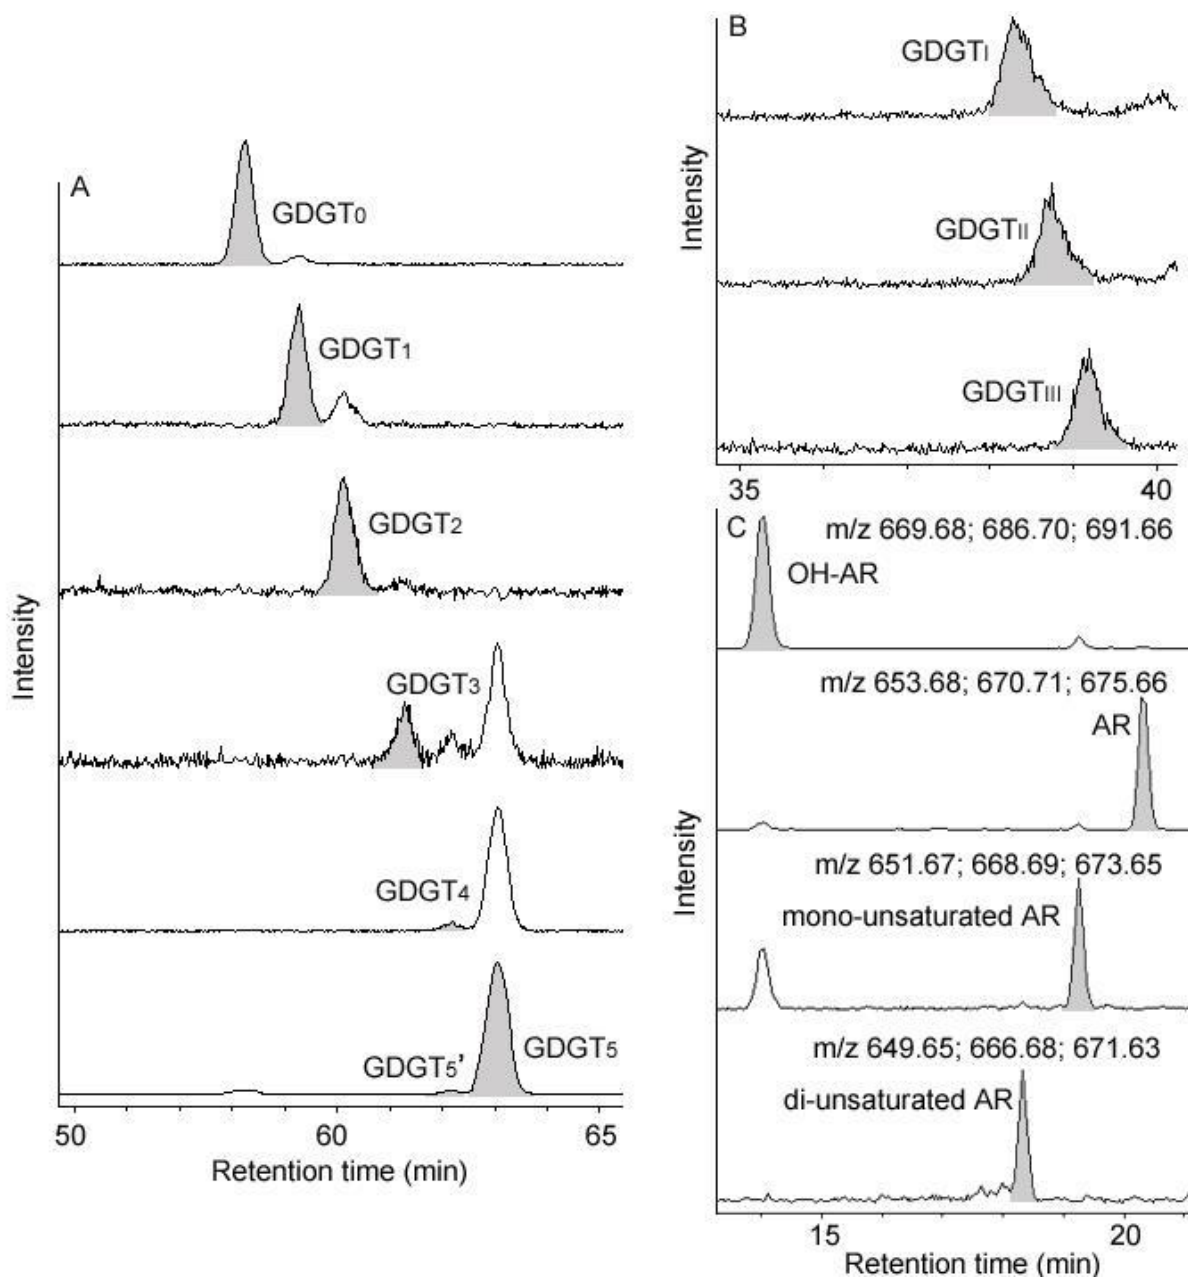 A
GDGT0
GDGT1
GDGT2
GDGT3
GDGT4
GDGT5'
GDGT5
Intensity
50
60
65
Retention time (min)
B
GDGTI
GDGTII
GDGTIII
Intensity
35
40
C
m/z 669.68; 686.70; 691.66
OH-AR
m/z 653.68; 670.71; 675.66
AR
m/z 651.67; 668.69; 673.65
mono-unsaturated AR
m/z 649.65; 666.68; 671.63
di-unsaturated AR
Intensity
15
20
Retention time (min)